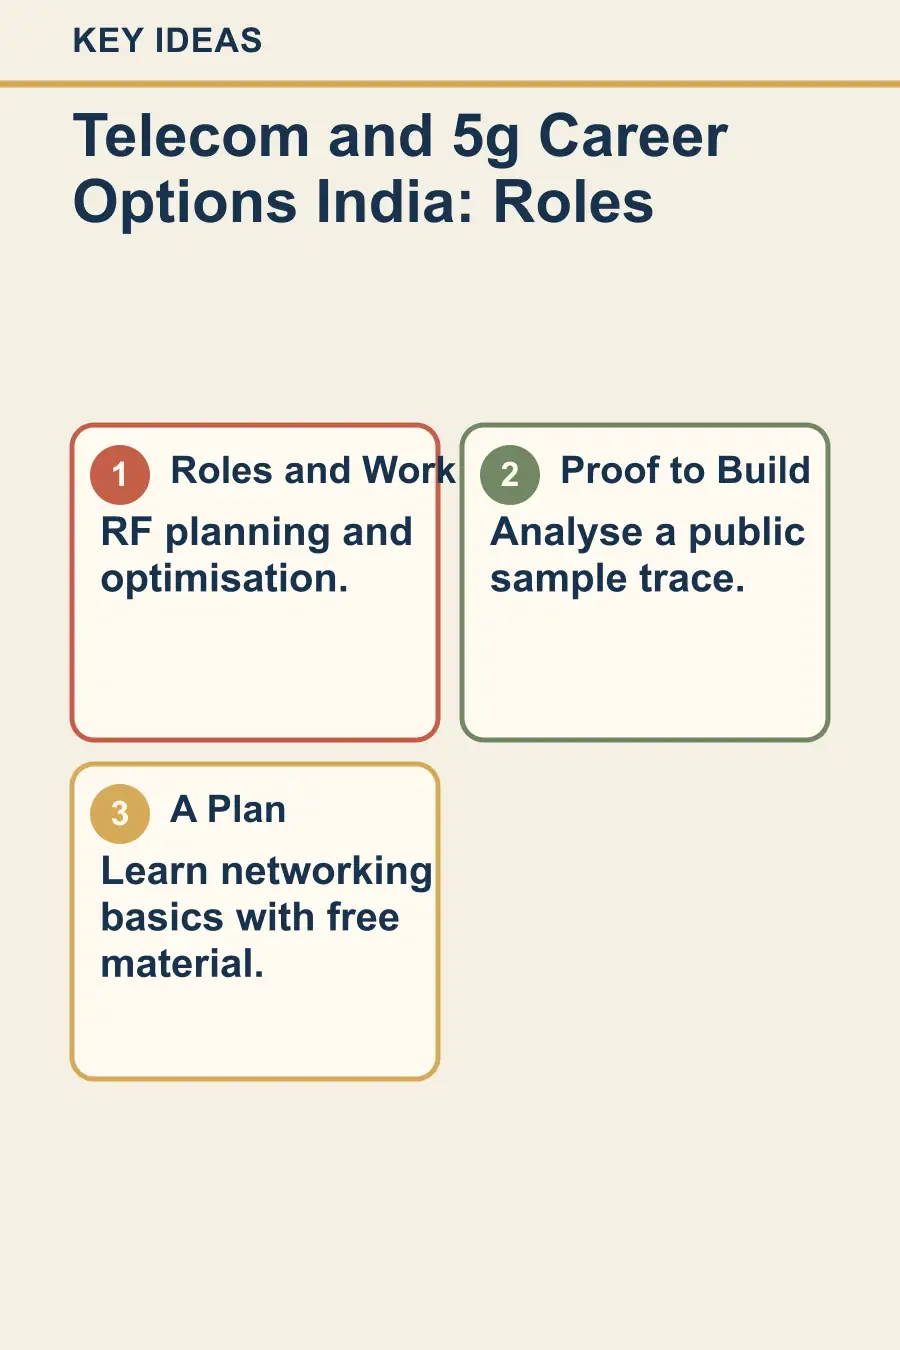 KEY IDEAS
Telecom and 5g Career
Options India: Roles
1 Roles and Work
RF planning and
optimisation.
2 Proof to Build
Analyse a public
sample trace.
3 A Plan
Learn networking
basics with free
material.